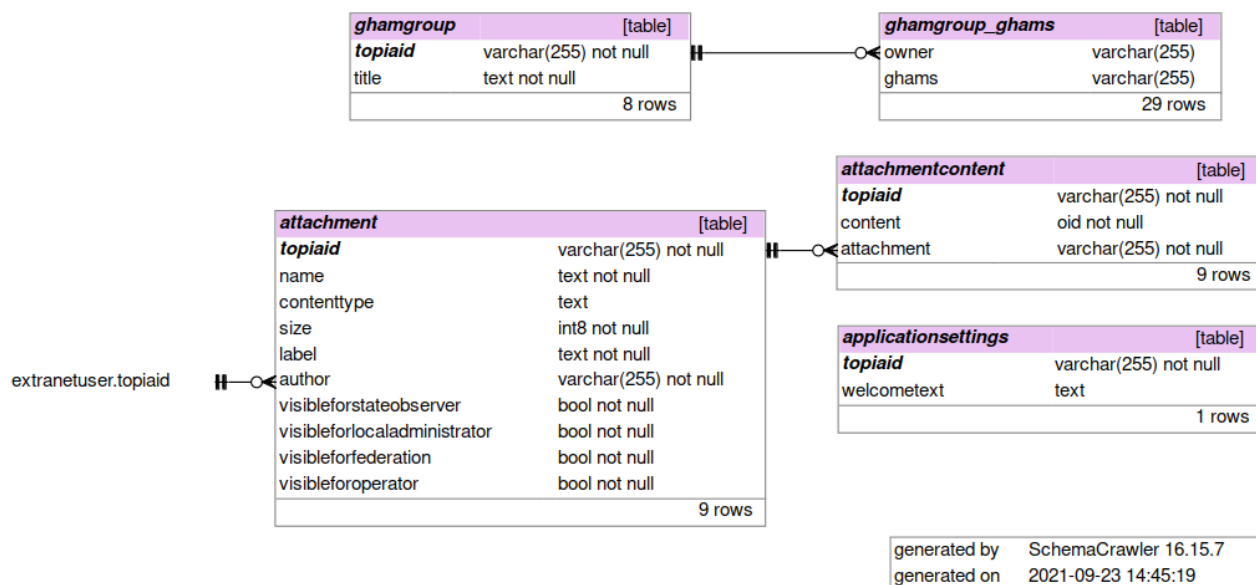 ghamgroup [table]
topiaid varchar(255) not null
title text not null
8 rows
ghamgroup_ghams [table]
owner varchar(255)
ghams varchar(255)
29 rows
attachmentcontent [table]
topiaid varchar(255) not null
content oid not null
attachment varchar(255) not null
9 rows
attachment [table]
topiaid varchar(255) not null
name text not null
contenttype text
size int8 not null
label text not null
author varchar(255) not null
visibleforstateobserver bool not null
visibleforlocaladministrator bool not null
visibleforfederation bool not null
visibleforoperator bool not null
9 rows
extranetuser.topiaid
applicationsettings [table]
topiaid varchar(255) not null
welcometext text
1 rows
generated by SchemaCrawler 16.15.7
generated on 2021-09-23 14:45:19